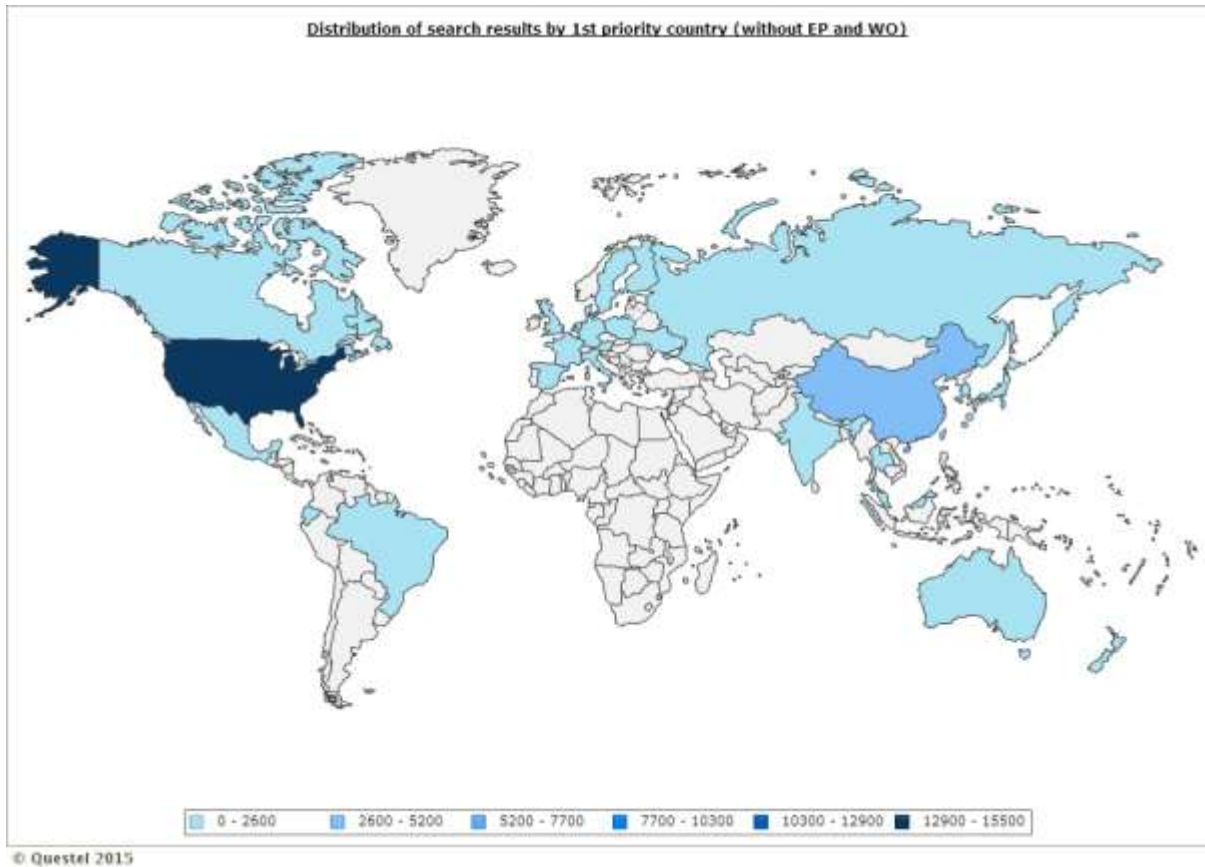 Distribution of search results by 1st priority country (without EP and WO)
0 - 2600 2600 - 5200 5200 - 7700 7700 - 10300 10300 - 12900 12900 - 15500
© Questel 2015